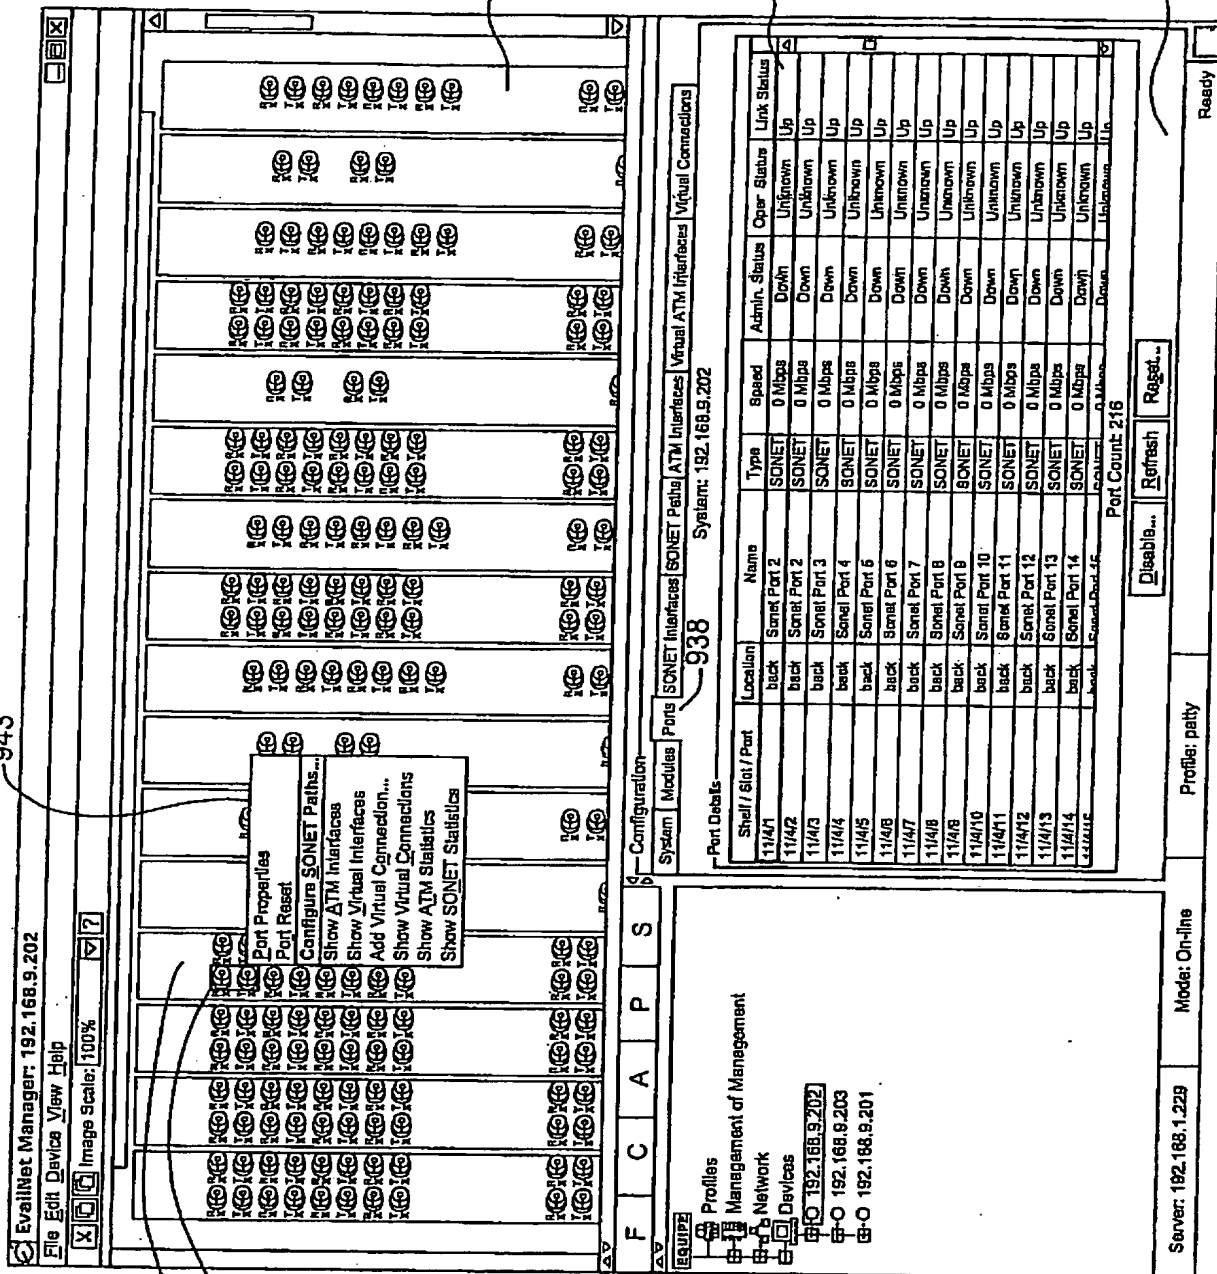 943
EvailNet Manager: 192.168.9.202
File Edit Device View Help
Image Scale: 100%
?
Port Properties
Port Reset
Configure SONET Paths...
Show ATM Interfaces
Show Virtual Interfaces
Add Virtual Connection...
Show Virtual Connections
Show ATM Statistics
Show SONET Statistics
F C A P S
EQUIPE
Profiles
Management of Management
Network
Devices
192.168.9.202
192.168.9.203
192.168.9.201
Configuration
System Modules Ports SONET Interfaces SONET Paths ATM Interfaces Virtual ATM Interfaces Virtual Connections
938
System: 192.168.9.202
Port Details
Shelf / Slot / Port Location Name Type Speed Admin. Status Oper Status Link Status
11/4/1 back Sonet Port 2 SONET 0 Mbps Down Unknown Up
11/4/2 back Sonet Port 2 SONET 0 Mbps Down Unknown Up
11/4/3 back Sonet Port 3 SONET 0 Mbps Down Unknown Up
11/4/4 back Sonet Port 4 SONET 0 Mbps Down Unknown Up
11/4/5 back Sonet Port 5 SONET 0 Mbps Down Unknown Up
11/4/6 back Sonet Port 6 SONET 0 Mbps Down Unknown Up
11/4/7 back Sonet Port 7 SONET 0 Mbps Down Unknown Up
11/4/8 back Sonet Port 8 SONET 0 Mbps Down Unknown Up
11/4/9 back Sonet Port 9 SONET 0 Mbps Down Unknown Up
11/4/10 back Sonet Port 10 SONET 0 Mbps Down Unknown Up
11/4/11 back Sonet Port 11 SONET 0 Mbps Down Unknown Up
11/4/12 back Sonet Port 12 SONET 0 Mbps Down Unknown Up
11/4/13 back Sonet Port 13 SONET 0 Mbps Down Unknown Up
11/4/14 back Sonet Port 14 SONET 0 Mbps Down Unknown Up
Port Count: 216
Disable... Refresh Reset...
Server: 192.168.1.229 Mode: On-line Profile: patty Ready